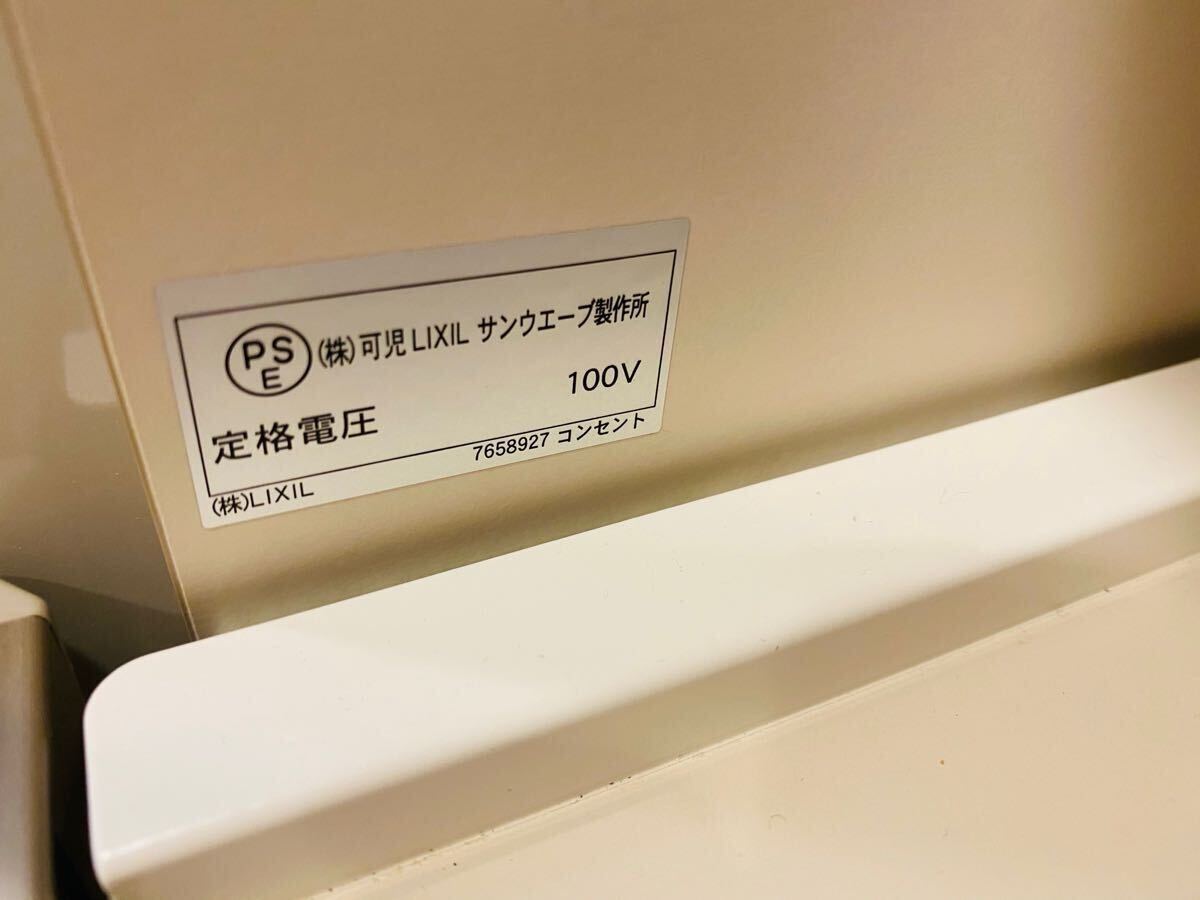 PS
E
(株)可児LIXIL サンウエーブ製作所
定格電圧 100V
7658927 コンセント
(株)LIXIL